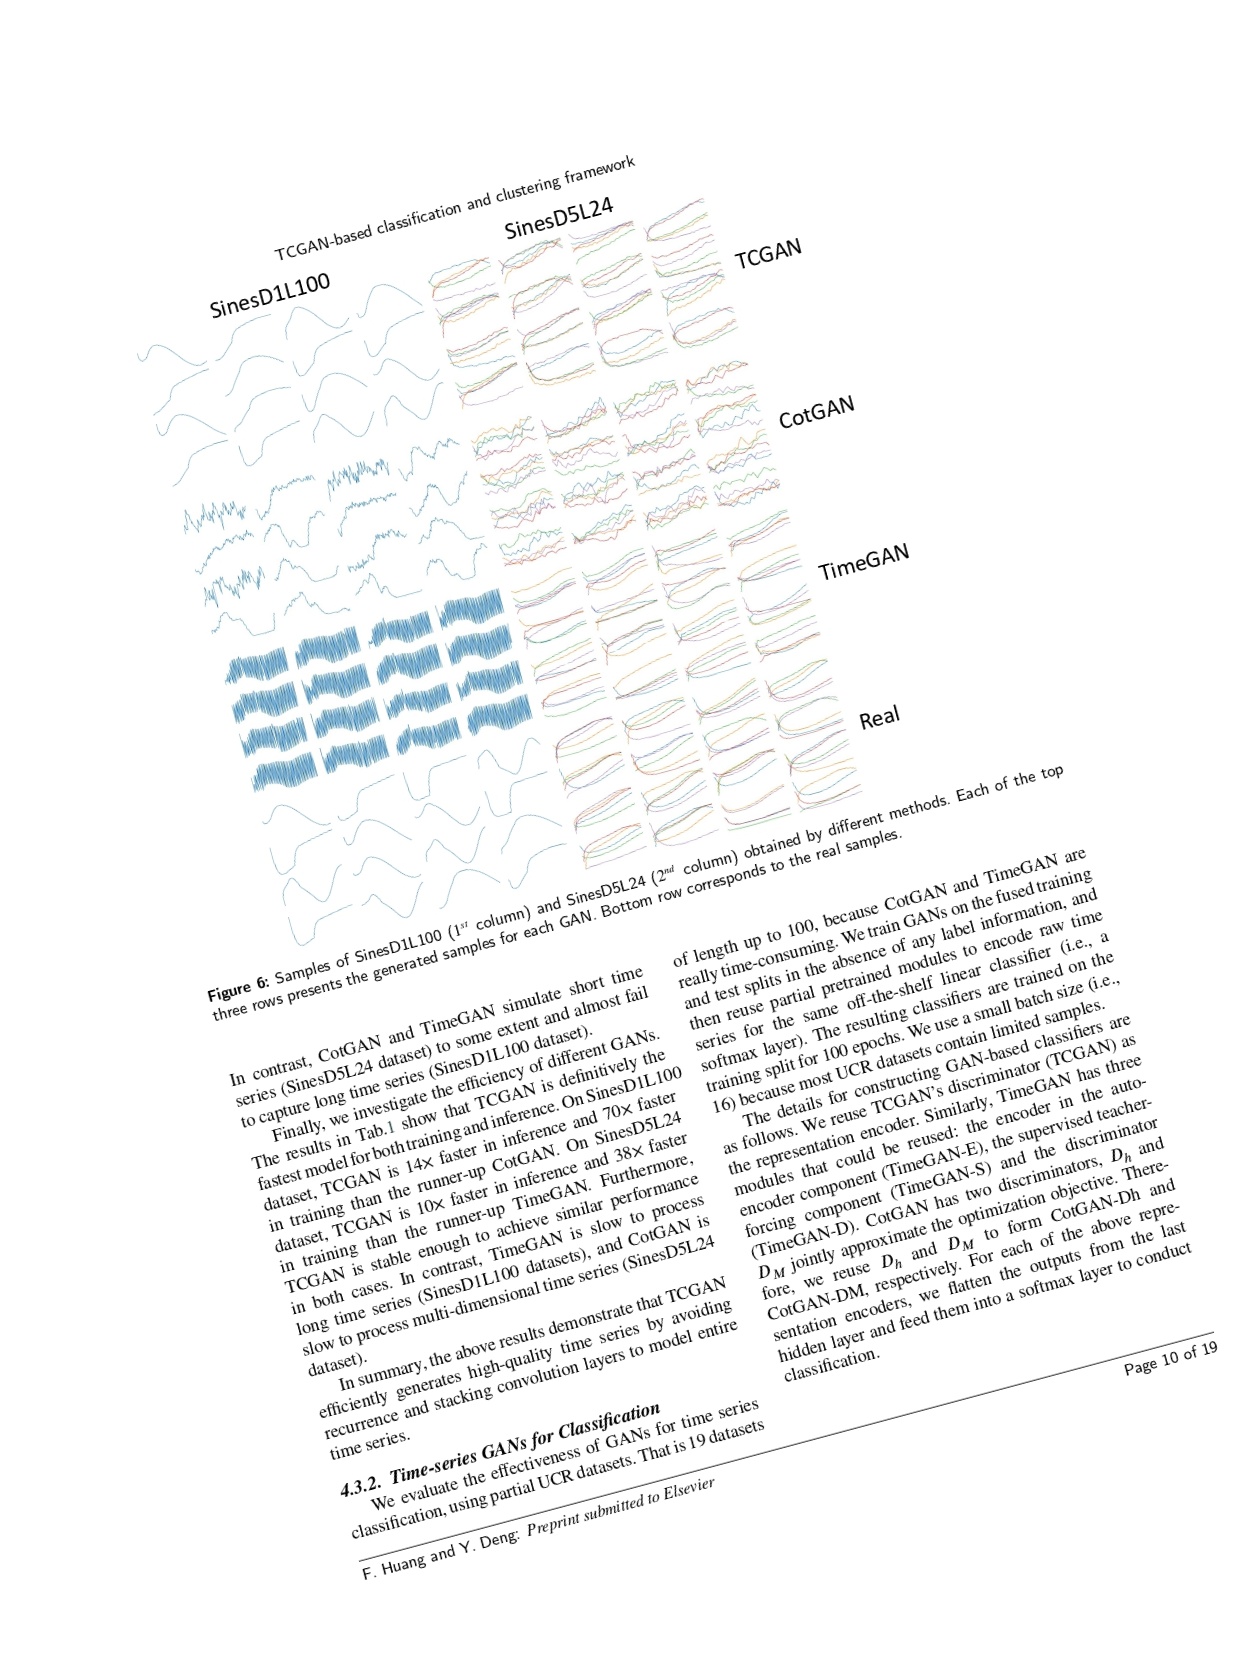 TCGAN-based classification and clustering framework
SinesD1L100
SinesD5L24
TCGAN
CotGAN
TimeGAN
Real
Figure 6: Samples of SinesD1L100 (1st column) and SinesD5L24 (2nd column) obtained by different methods. Each of the top
three rows presents the generated samples for each GAN. Bottom row corresponds to the real samples.
In contrast, CotGAN and TimeGAN simulate short time
series (SinesD5L24 dataset) to some extent and almost fail
to capture long time series (SinesD1L100 dataset).
Finally, we investigate the efficiency of different GANs.
The results in Tab.1 show that TCGAN is definitively the
fastest model for both training and inference. On SinesD1L100
dataset, TCGAN is 14× faster in inference and 70× faster
in training than the runner-up CotGAN. On SinesD5L24
dataset, TCGAN is 10× faster in inference and 38× faster
in training than the runner-up TimeGAN. Furthermore,
TCGAN is stable enough to achieve similar performance
in both cases. In contrast, TimeGAN is slow to process
long time series (SinesD1L100 datasets), and CotGAN is
slow to process multi-dimensional time series (SinesD5L24
dataset).
In summary, the above results demonstrate that TCGAN
efficiently generates high-quality time series by avoiding
recurrence and stacking convolution layers to model entire
time series.
4.3.2. Time-series GANs for Classification
We evaluate the effectiveness of GANs for time series
classification, using partial UCR datasets. That is 19 datasets
of length up to 100, because CotGAN and TimeGAN are
really time-consuming. We train GANs on the fused training
and test splits in the absence of any label information, and
then reuse partial pretrained modules to encode raw time
series for the same off-the-shelf linear classifier (i.e., a
softmax layer). The resulting classifiers are trained on the
training split for 100 epochs. We use a small batch size (i.e.,
16) because most UCR datasets contain limited samples.
The details for constructing GAN-based classifiers are
as follows. We reuse TCGAN's discriminator (TCGAN) as
the representation encoder. Similarly, TimeGAN has three
modules that could be reused: the encoder in the auto-
encoder component (TimeGAN-E), the supervised teacher-
forcing component (TimeGAN-S) and the discriminator
(TimeGAN-D). CotGAN has two discriminators, Dh and
DM jointly approximate the optimization objective. There-
fore, we reuse Dh and DM to form CotGAN-Dh and
CotGAN-DM, respectively. For each of the above repre-
sentation encoders, we flatten the outputs from the last
hidden layer and feed them into a softmax layer to conduct
classification.
F. Huang and Y. Deng: Preprint submitted to Elsevier
Page 10 of 19